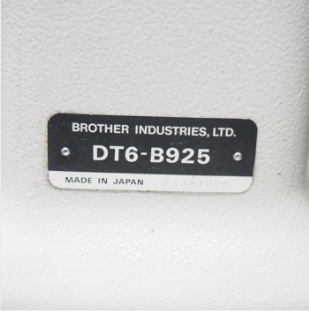 BROTHER INDUSTRIES, LTD.
DT6-B925
MADE IN JAPAN